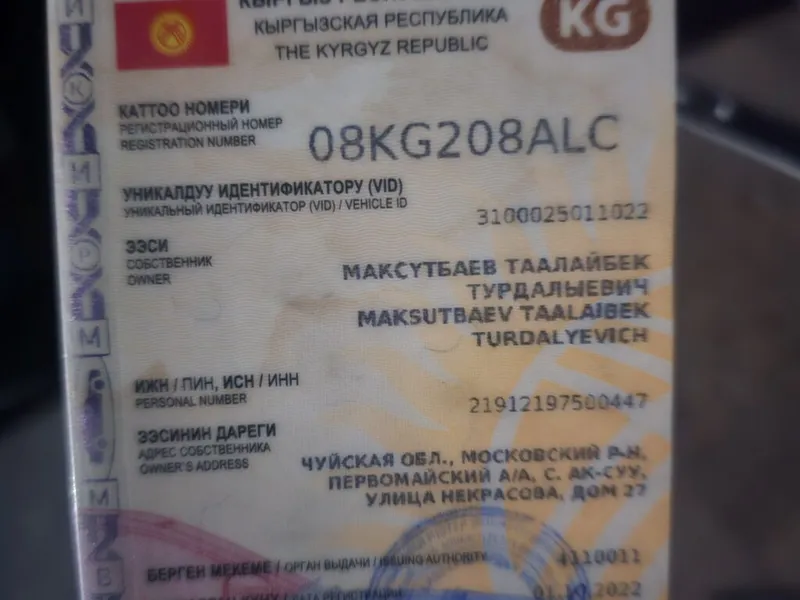 КЫРГЫЗСКАЯ РЕСПУБЛИКА
THE KYRGYZ REPUBLIC
KG
КАТТОО НОМЕРИ
РЕГИСТРАЦИОННЫЙ НОМЕР
REGISTRATION NUMBER
08KG208ALC
УНИКАЛДУУ ИДЕНТИФИКАТОРУ (VID)
УНИКАЛЬНЫЙ ИДЕНТИФИКАТОР (VID) / VEHICLE ID
3100025011022
ЭЭСИ
СОБСТВЕННИК
OWNER
МАКСУТБАЕВ ТААЛАЙБЕК
ТУРДАЛЫЕВИЧ
MAKSUTBAEV TAALAIBEK
TURDALYEVICH
ИЖН / ПИН, ИСН / ИНН
PERSONAL NUMBER
21912197500447
ЭЭСИНИН ДАРЕГИ
АДРЕС СОБСТВЕННИКА
OWNER'S ADDRESS
ЧУЙСКАЯ ОБЛ., МОСКОВСКИЙ Р-Н,
ПЕРВОМАЙСКИЙ А/А, С. АК-СУУ,
УЛИЦА НЕКРАСОВА, ДОМ 27
БЕРГЕН МЕКЕМЕ / ОРГАН ВЫДАЧИ / ISSUING AUTHORITY
4110011